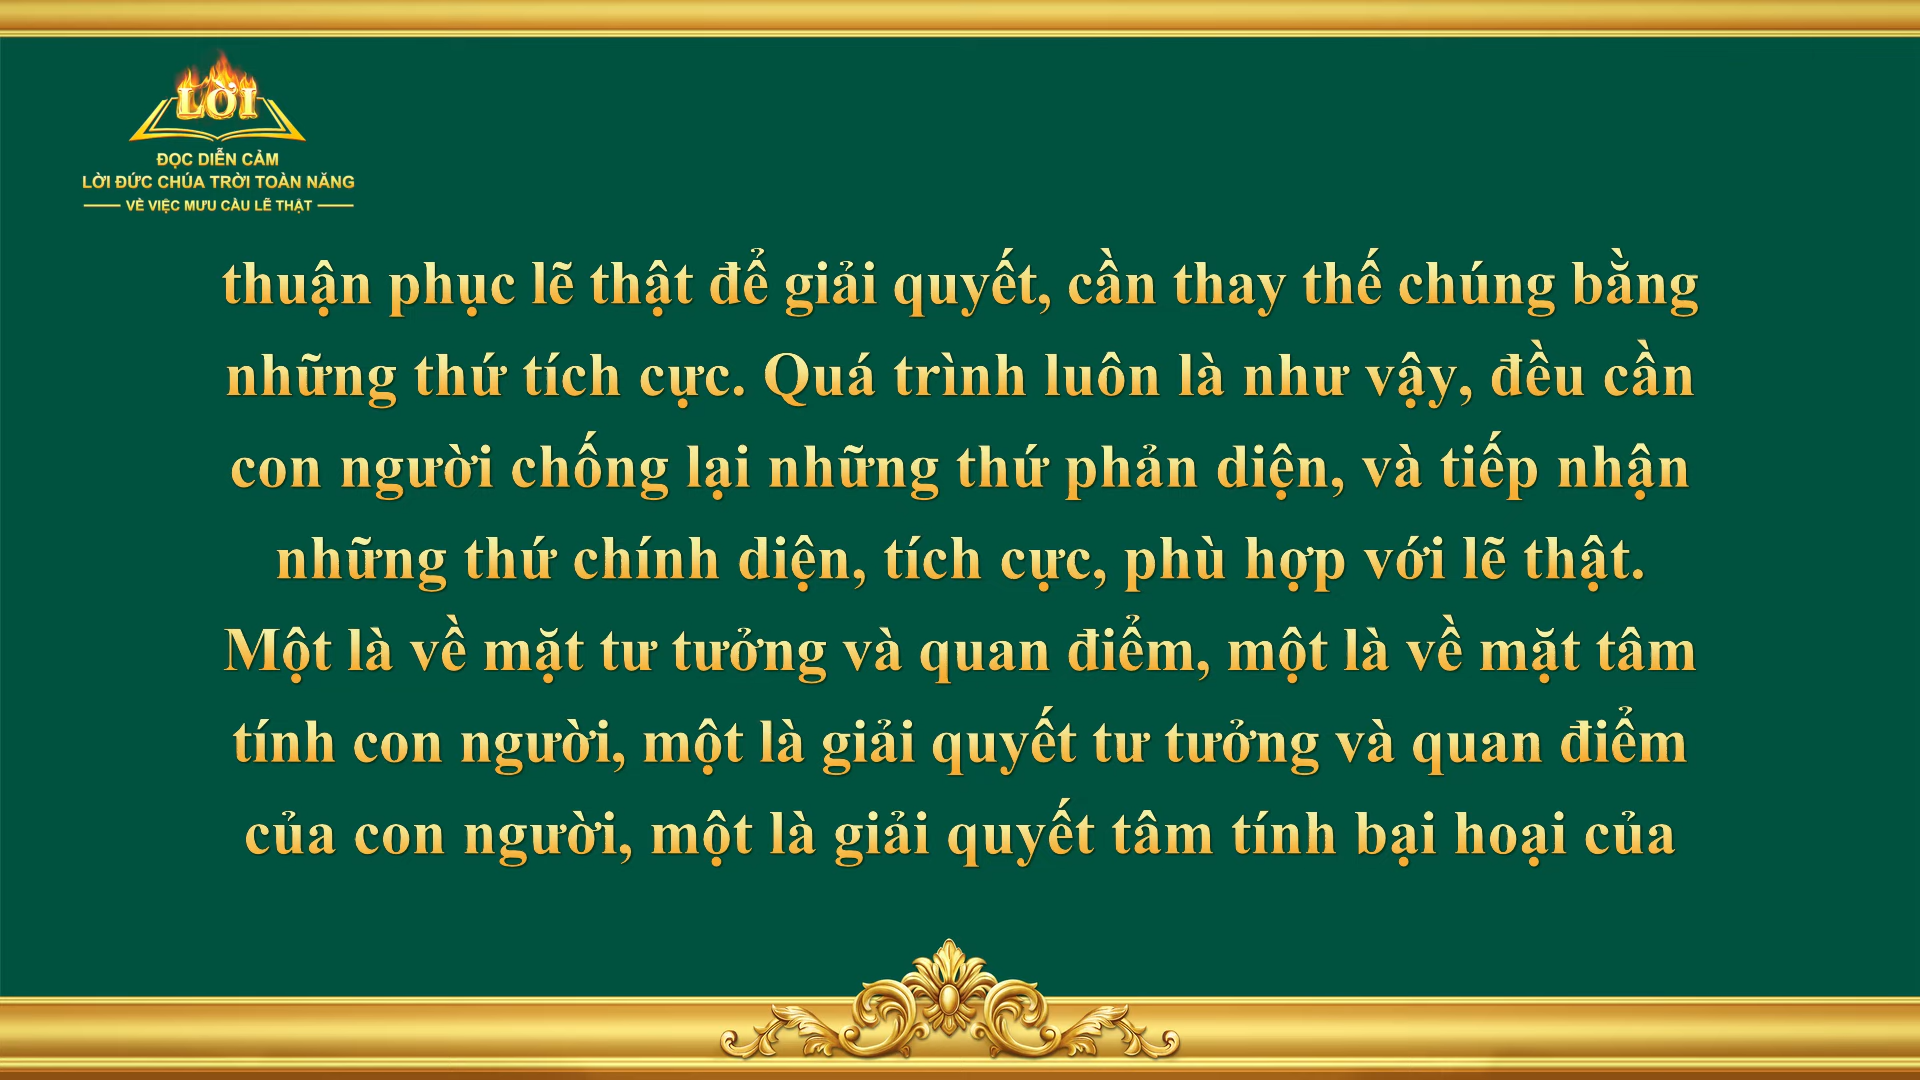 LỜI
ĐỌC DIỄN CẢM
LỜI ĐỨC CHÚA TRỜI TOÀN NĂNG
VỀ VIỆC MƯU CẦU LẼ THẬT
thuận phục lẽ thật để giải quyết, cần thay thế chúng bằng
những thứ tích cực. Quá trình luôn là như vậy, đều cần
con người chống lại những thứ phản diện, và tiếp nhận
những thứ chính diện, tích cực, phù hợp với lẽ thật.
Một là về mặt tư tưởng và quan điểm, một là về mặt tâm
tính con người, một là giải quyết tư tưởng và quan điểm
của con người, một là giải quyết tâm tính bại hoại của